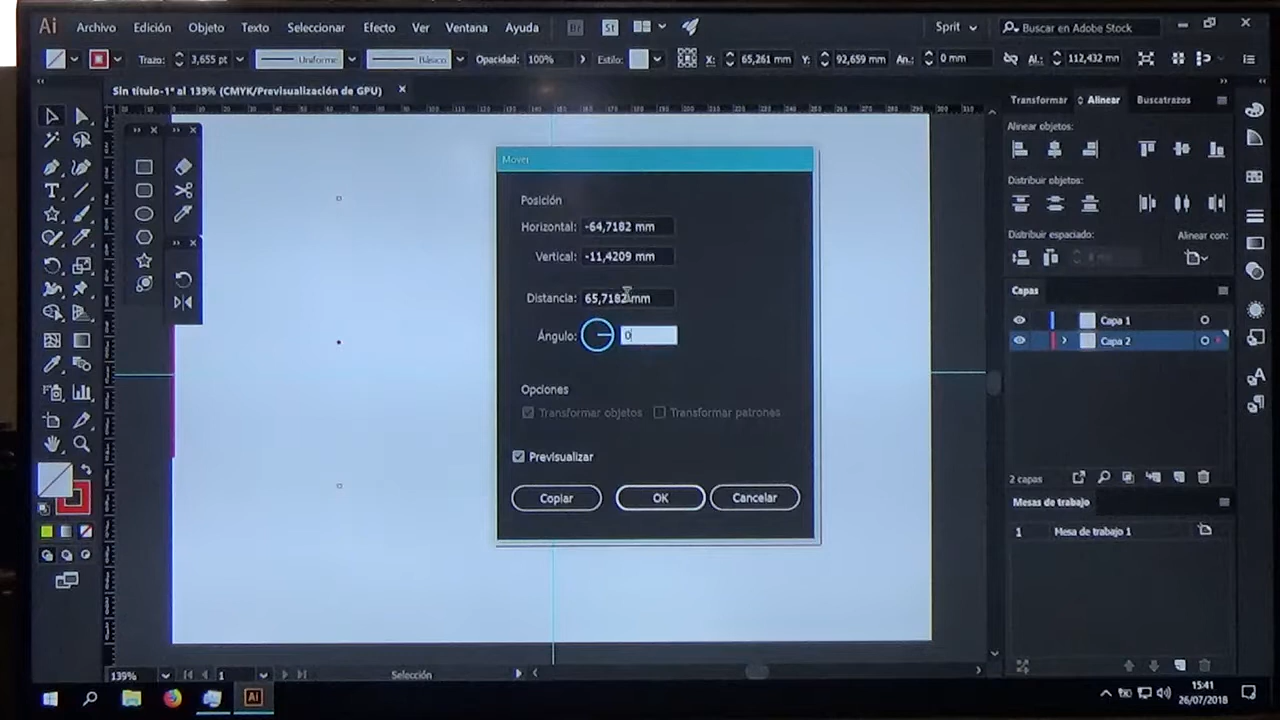 Ai Archivo Edición Objeto Texto Seleccionar Efecto Ver Ventana Ayuda Br St Sprit Buscar en Adobe Stock
Trazo: 3,655 pt Uniforme Básico Opacidad: 100% Estilo: X: 65,261 mm Y: 92,659 mm An.: 0 mm Al.: 112,432 mm
Sin título-1* al 139% (CMYK/Previsualización de GPU)
Transformar Alinear Buscatrazos
Alinear objetos:
Distribuir objetos:
Distribuir espaciado: Alinear con:
Capas
Capa 1
Capa 2
2 capas
Mesas de trabajo
1 Mesa de trabajo 1
Mover
Posición
Horizontal: -64,7182 mm
Vertical: -11,4209 mm
Distancia: 65,7182 mm
Ángulo: 0
Opciones
Transformar objetos Transformar patrones
Previsualizar
Copiar OK Cancelar
139% 1 Selección
Ai 15:41
26/07/2018